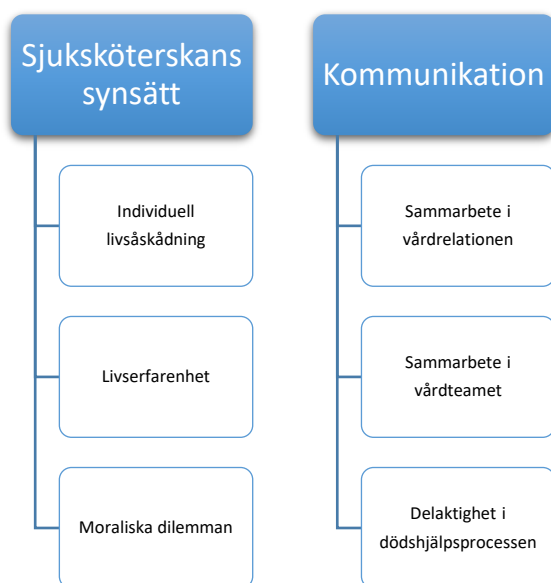 Sjuksköterskans
synsätt
Individuell
livsåskådning
Livserfarenhet
Moraliska dilemman
Kommunikation
Sammarbete i
vårdrelationen
Sammarbete i
vårdteamet
Delaktighet i
dödshjälpsprocessen